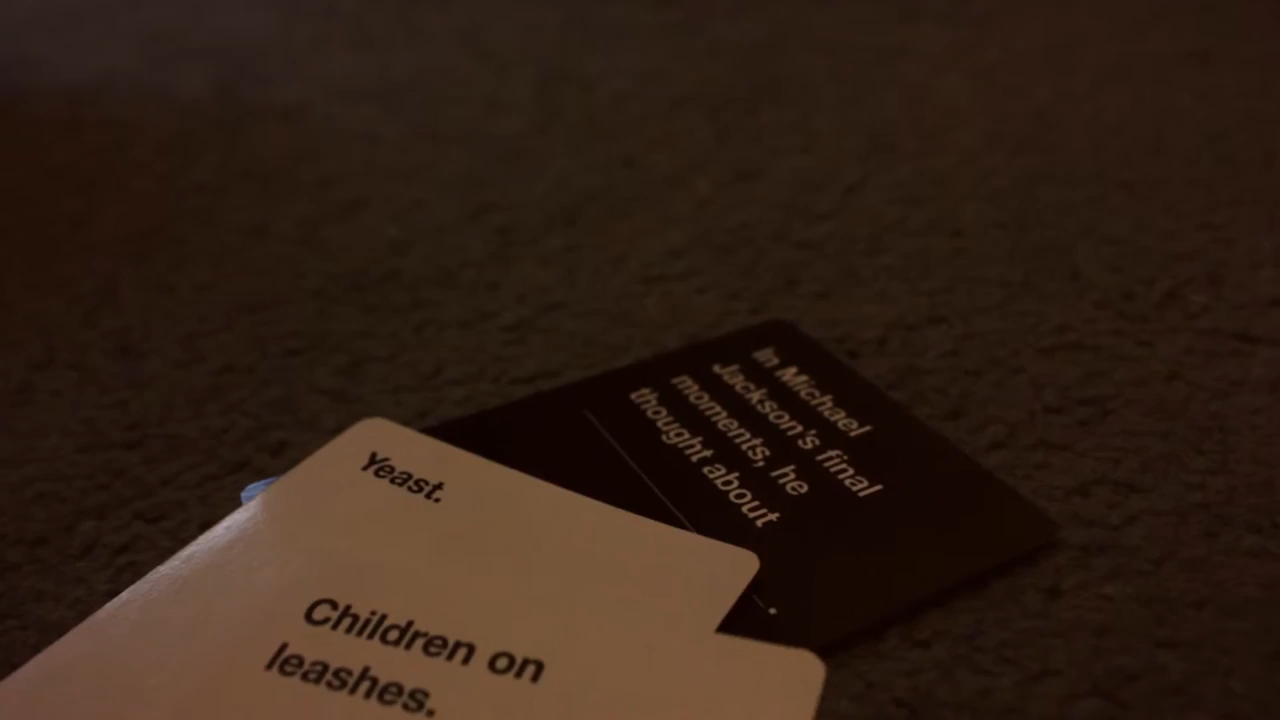 In Michael
Jackson's final
moments, he
thought about
.
Yeast.
Children on
leashes.